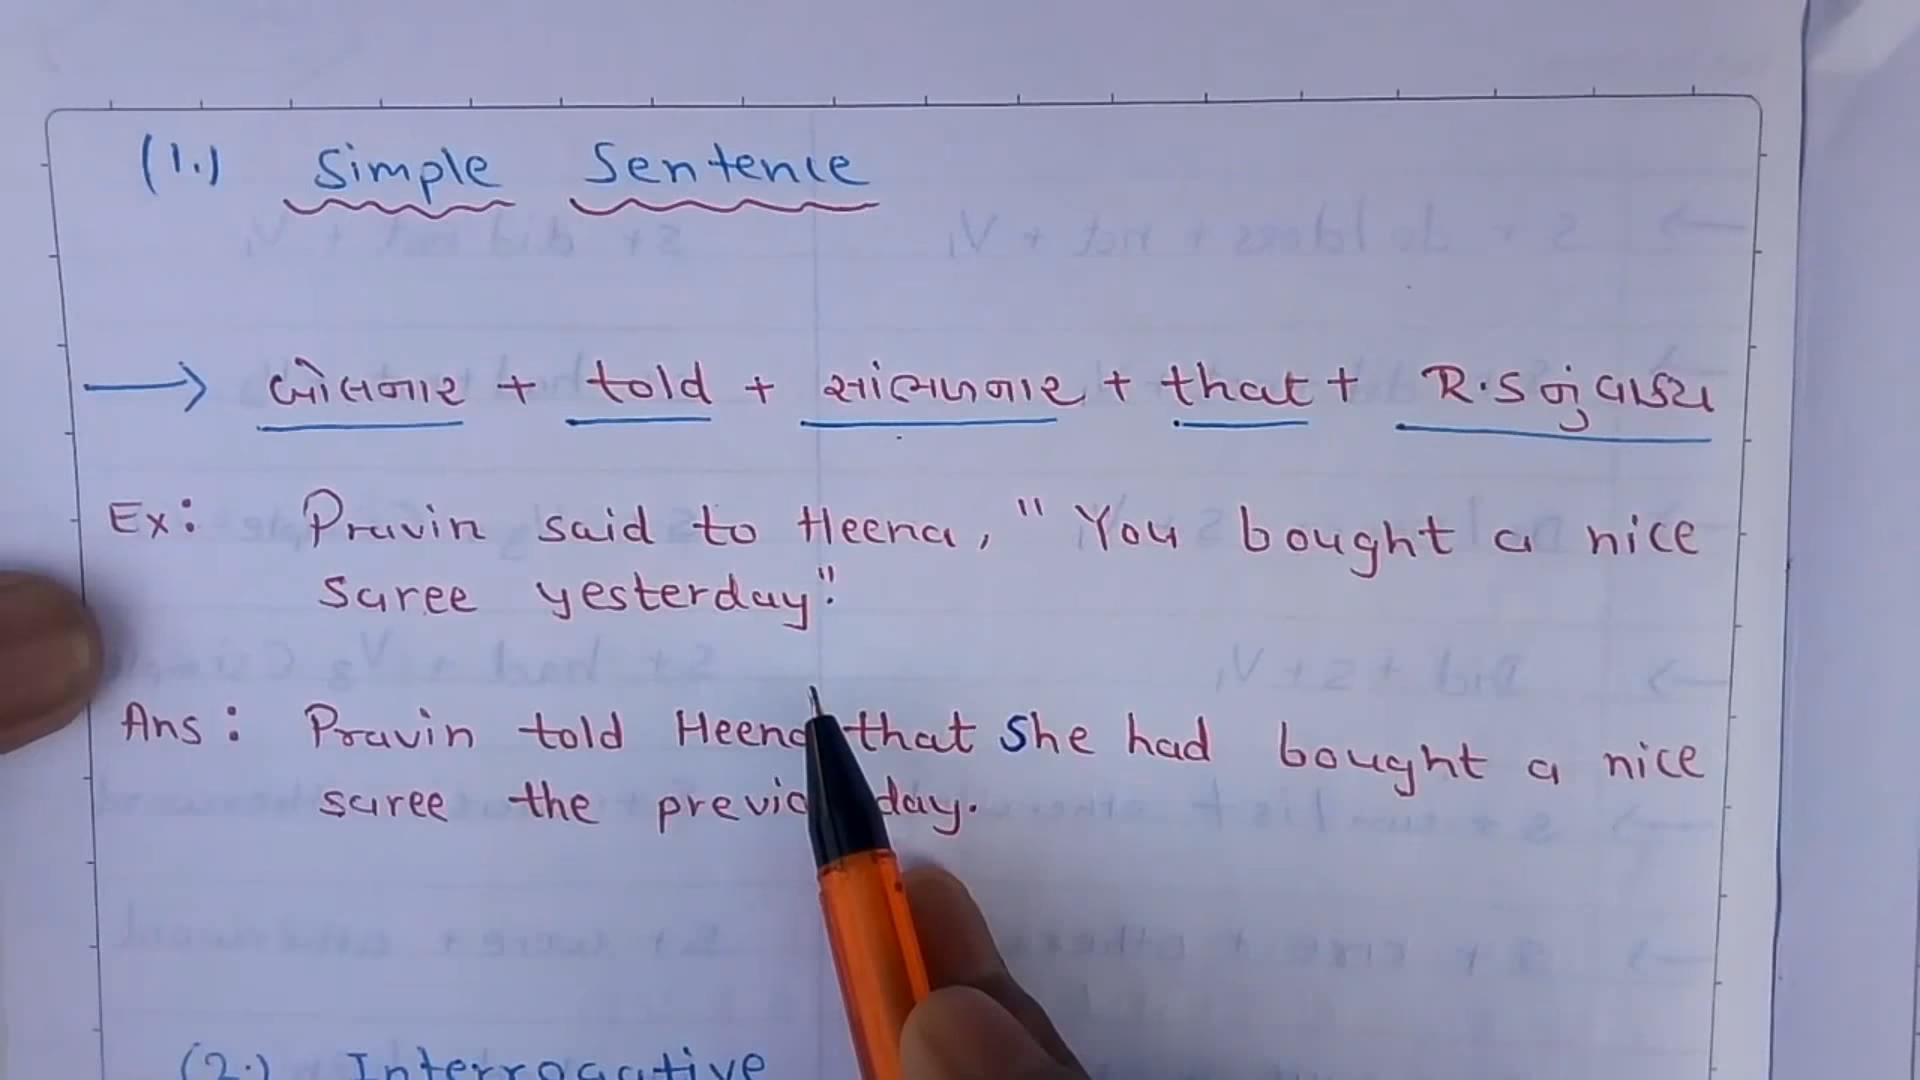 (1.) Simple Sentence
→ બોલનાર + told + સાંભળનાર + that + R.S નું વાક્ય
Ex: Pravin said to Heena, "You bought a nice
saree yesterday."
Ans: Pravin told Heena that She had bought a nice
saree the day.
(2.) Interrogative